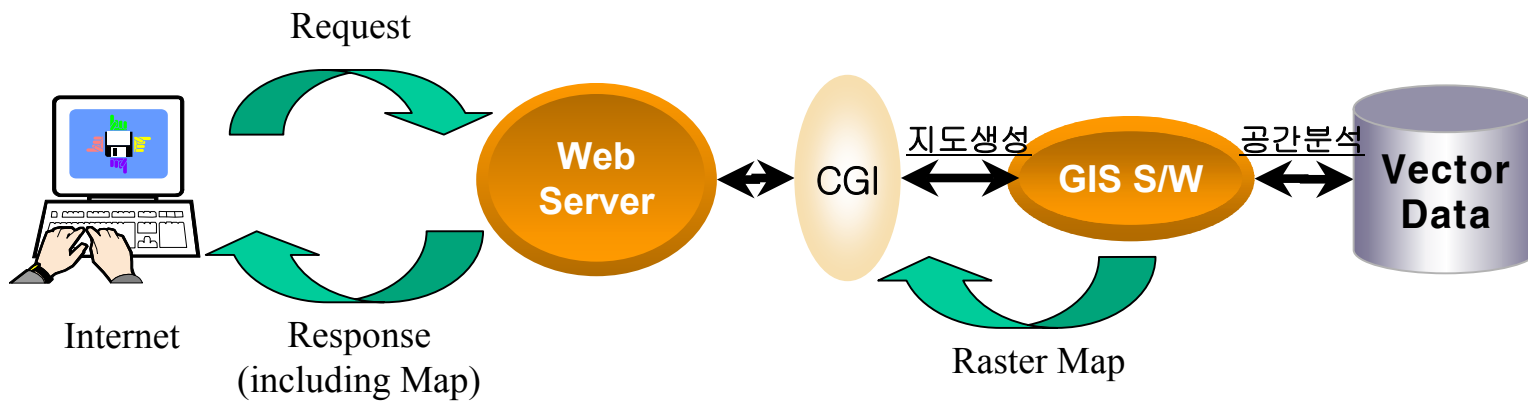 Request
Web
Server
CGI
지도생성
GIS S/W
공간분석
Vector
Data
Internet
Response
(including Map)
Raster Map